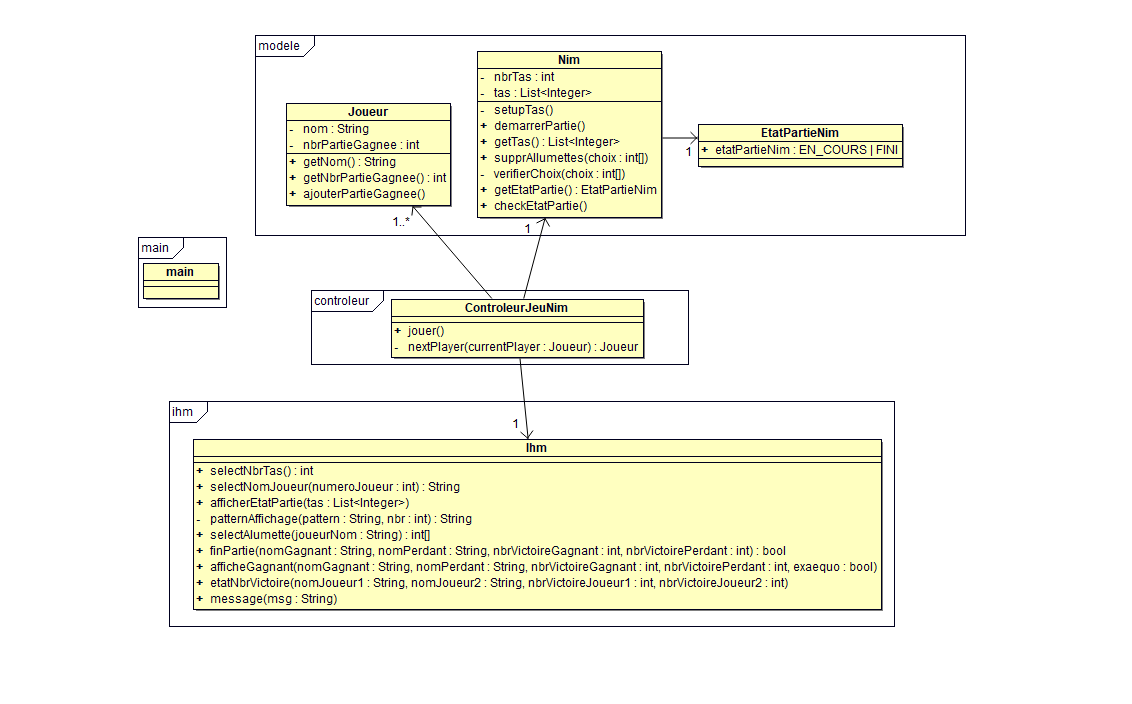 modele
Nim
- nbrTas : int
- tas : List<Integer>
- setupTas()
+ demarrerPartie()
+ getTas() : List<Integer>
+ supprAllumettes(choix : int[])
- verifierChoix(choix : int[])
+ getEtatPartie() : EtatPartieNim
+ checkEtatPartie()
Joueur
- nom : String
- nbrPartieGagnee : int
+ getNom() : String
+ getNbrPartieGagnee() : int
+ ajouterPartieGagnee()
EtatPartieNim
+ etatPartieNim : EN_COURS | FINI
1
1..*
1
main
main
controleur
ControleurJeuNim
+ jouer()
- nextPlayer(currentPlayer : Joueur) : Joueur
1
ihm
Ihm
+ selectNbrTas() : int
+ selectNomJoueur(numeroJoueur : int) : String
+ afficherEtatPartie(tas : List<Integer>)
- patternAffichage(pattern : String, nbr : int) : String
+ selectAlumette(joueurNom : String) : int[]
+ finPartie(nomGagnant : String, nomPerdant : String, nbrVictoireGagnant : int, nbrVictoirePerdant : int) : bool
+ afficheGagnant(nomGagnant : String, nomPerdant : String, nbrVictoireGagnant : int, nbrVictoirePerdant : int, exaequo : bool)
+ etatNbrVictoire(nomJoueur1 : String, nomJoueur2 : String, nbrVictoireJoueur1 : int, nbrVictoireJoueur2 : int)
+ message(msg : String)